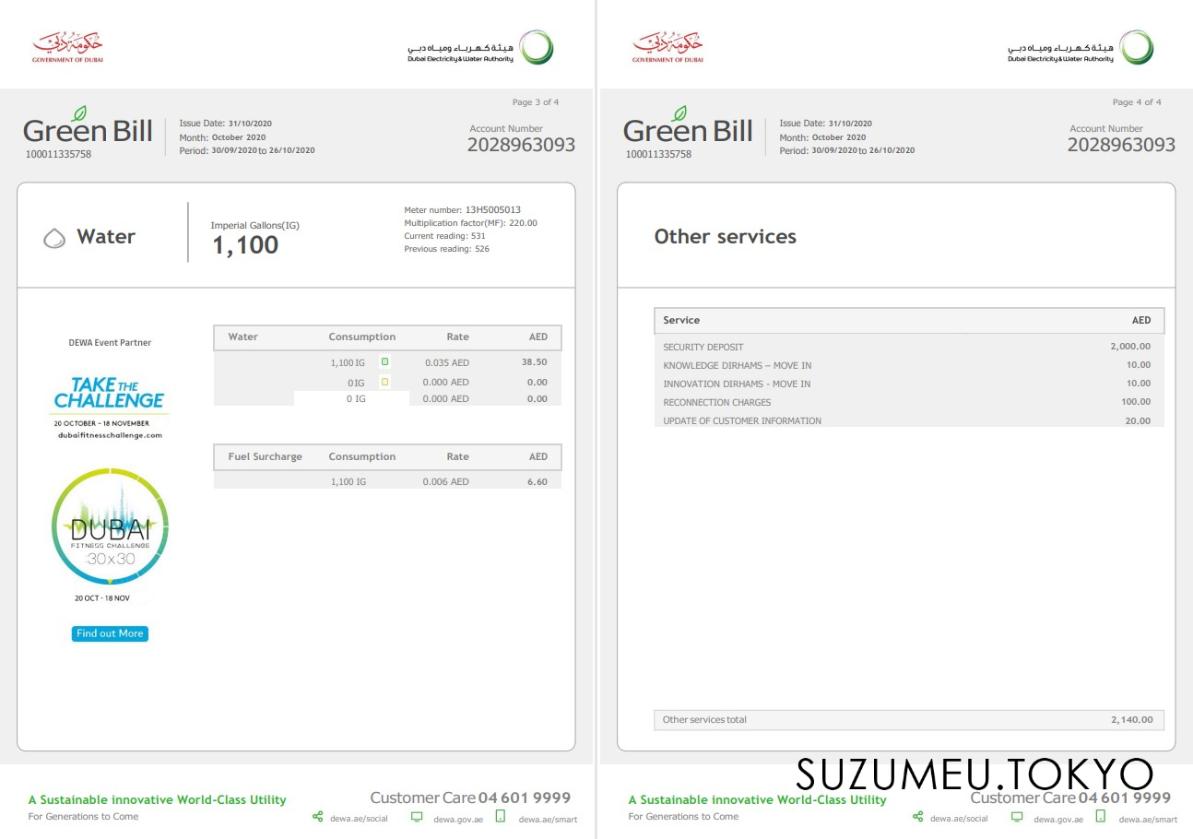 حكومة دبي
GOVERNMENT OF DUBAI
هيئة كهرباء ومياه دبي
Dubai Electricity&Water Authority
Page 3 of 4
Green Bill
100011335758
Issue Date: 31/10/2020
Month: October 2020
Period: 30/09/2020 to 26/10/2020
Account Number
2028963093
Water
Imperial Gallons(IG)
1,100
Meter number: 13H5005013
Multiplication factor(MF): 220.00
Current reading: 531
Previous reading: 526
DEWA Event Partner
TAKE THE
CHALLENGE
20 OCTOBER - 18 NOVEMBER
dubaifitnesschallenge.com
DUBAI
FITNESS CHALLENGE
30x30
20 OCT - 18 NOV
Find out More
Water Consumption Rate AED
1,100 IG 0.035 AED 38.50
0IG 0.000 AED 0.00
0 IG 0.000 AED 0.00
Fuel Surcharge Consumption Rate AED
1,100 IG 0.006 AED 6.60
A Sustainable innovative World-Class Utility
For Generations to Come
Customer Care 04 601 9999
dewa.ae/social dewa.gov.ae dewa.ae/smart
حكومة دبي
GOVERNMENT OF DUBAI
هيئة كهرباء ومياه دبي
Dubai Electricity&Water Authority
Page 4 of 4
Green Bill
100011335758
Issue Date: 31/10/2020
Month: October 2020
Period: 30/09/2020 to 26/10/2020
Account Number
2028963093
Other services
Service AED
SECURITY DEPOSIT 2,000.00
KNOWLEDGE DIRHAMS – MOVE IN 10.00
INNOVATION DIRHAMS - MOVE IN 10.00
RECONNECTION CHARGES 100.00
UPDATE OF CUSTOMER INFORMATION 20.00
Other services total 2,140.00
SUZUMEU.TOKYO
A Sustainable innovative World-Class Utility
For Generations to Come
Customer Care 04 601 9999
dewa.ae/social dewa.gov.ae dewa.ae/smart